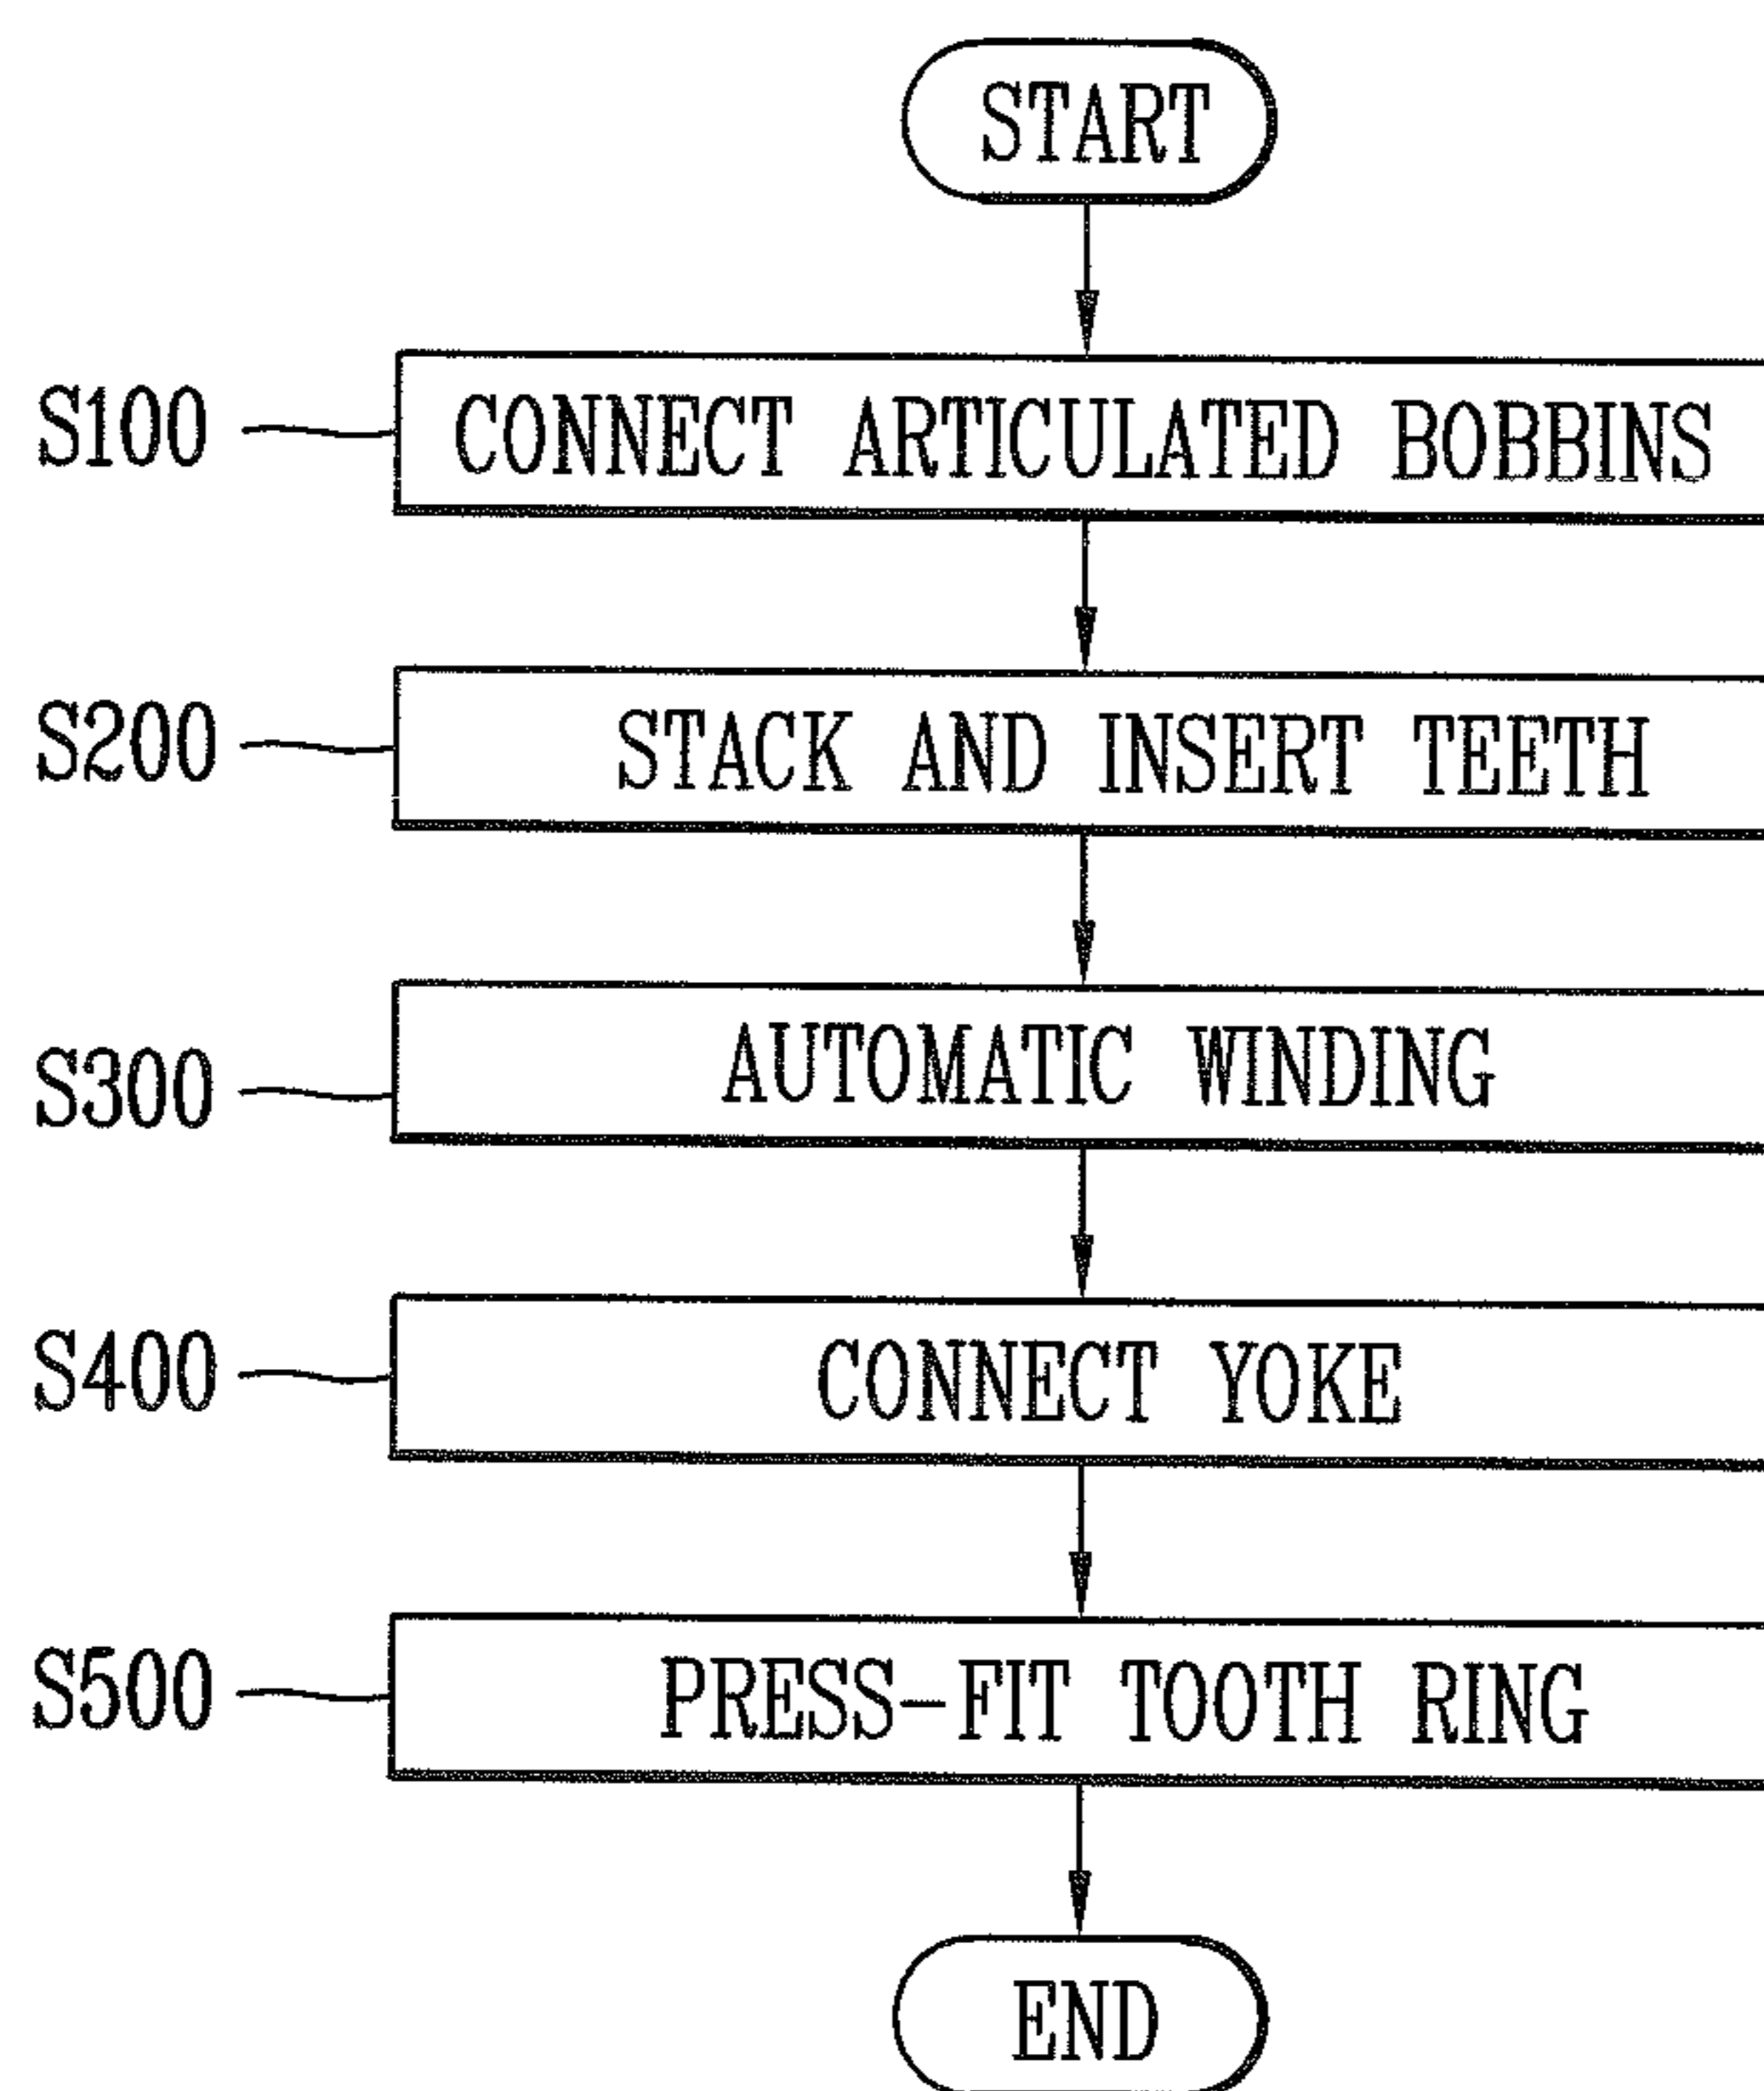 START
S100 CONNECT ARTICULATED BOBBINS
S200 STACK AND INSERT TEETH
S300 AUTOMATIC WINDING
S400 CONNECT YOKE
S500 PRESS-FIT TOOTH RING
END